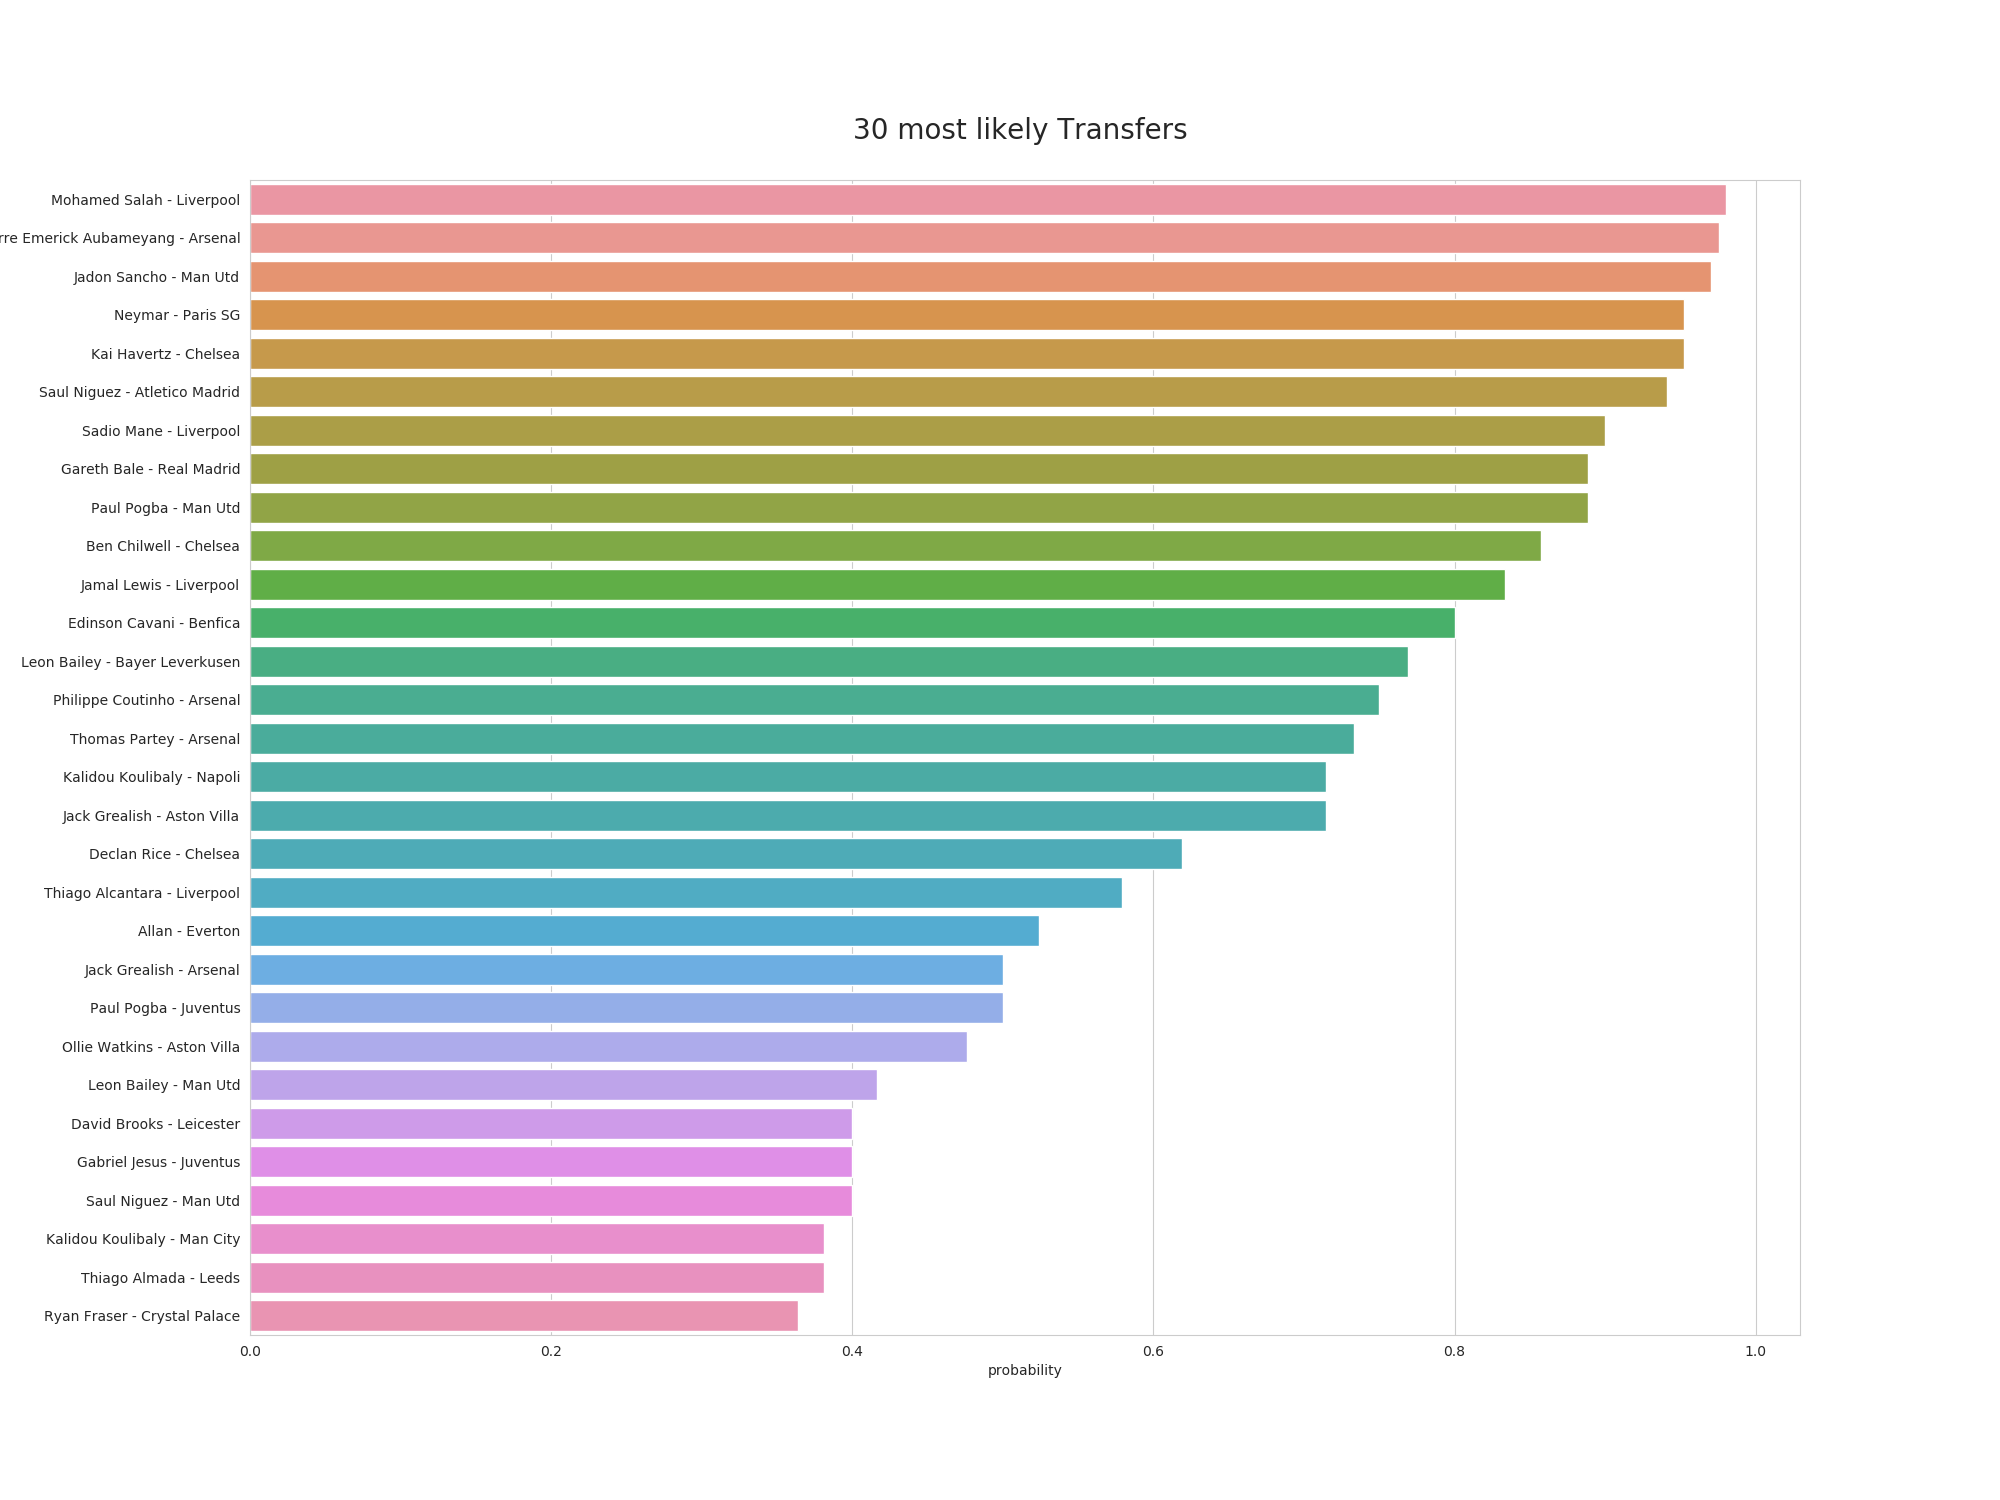 30 most likely Transfers
Mohamed Salah - Liverpool
rre Emerick Aubameyang - Arsenal
Jadon Sancho - Man Utd
Neymar - Paris SG
Kai Havertz - Chelsea
Saul Niguez - Atletico Madrid
Sadio Mane - Liverpool
Gareth Bale - Real Madrid
Paul Pogba - Man Utd
Ben Chilwell - Chelsea
Jamal Lewis - Liverpool
Edinson Cavani - Benfica
Leon Bailey - Bayer Leverkusen
Philippe Coutinho - Arsenal
Thomas Partey - Arsenal
Kalidou Koulibaly - Napoli
Jack Grealish - Aston Villa
Declan Rice - Chelsea
Thiago Alcantara - Liverpool
Allan - Everton
Jack Grealish - Arsenal
Paul Pogba - Juventus
Ollie Watkins - Aston Villa
Leon Bailey - Man Utd
David Brooks - Leicester
Gabriel Jesus - Juventus
Saul Niguez - Man Utd
Kalidou Koulibaly - Man City
Thiago Almada - Leeds
Ryan Fraser - Crystal Palace
0.0 0.2 0.4 0.6 0.8 1.0
probability